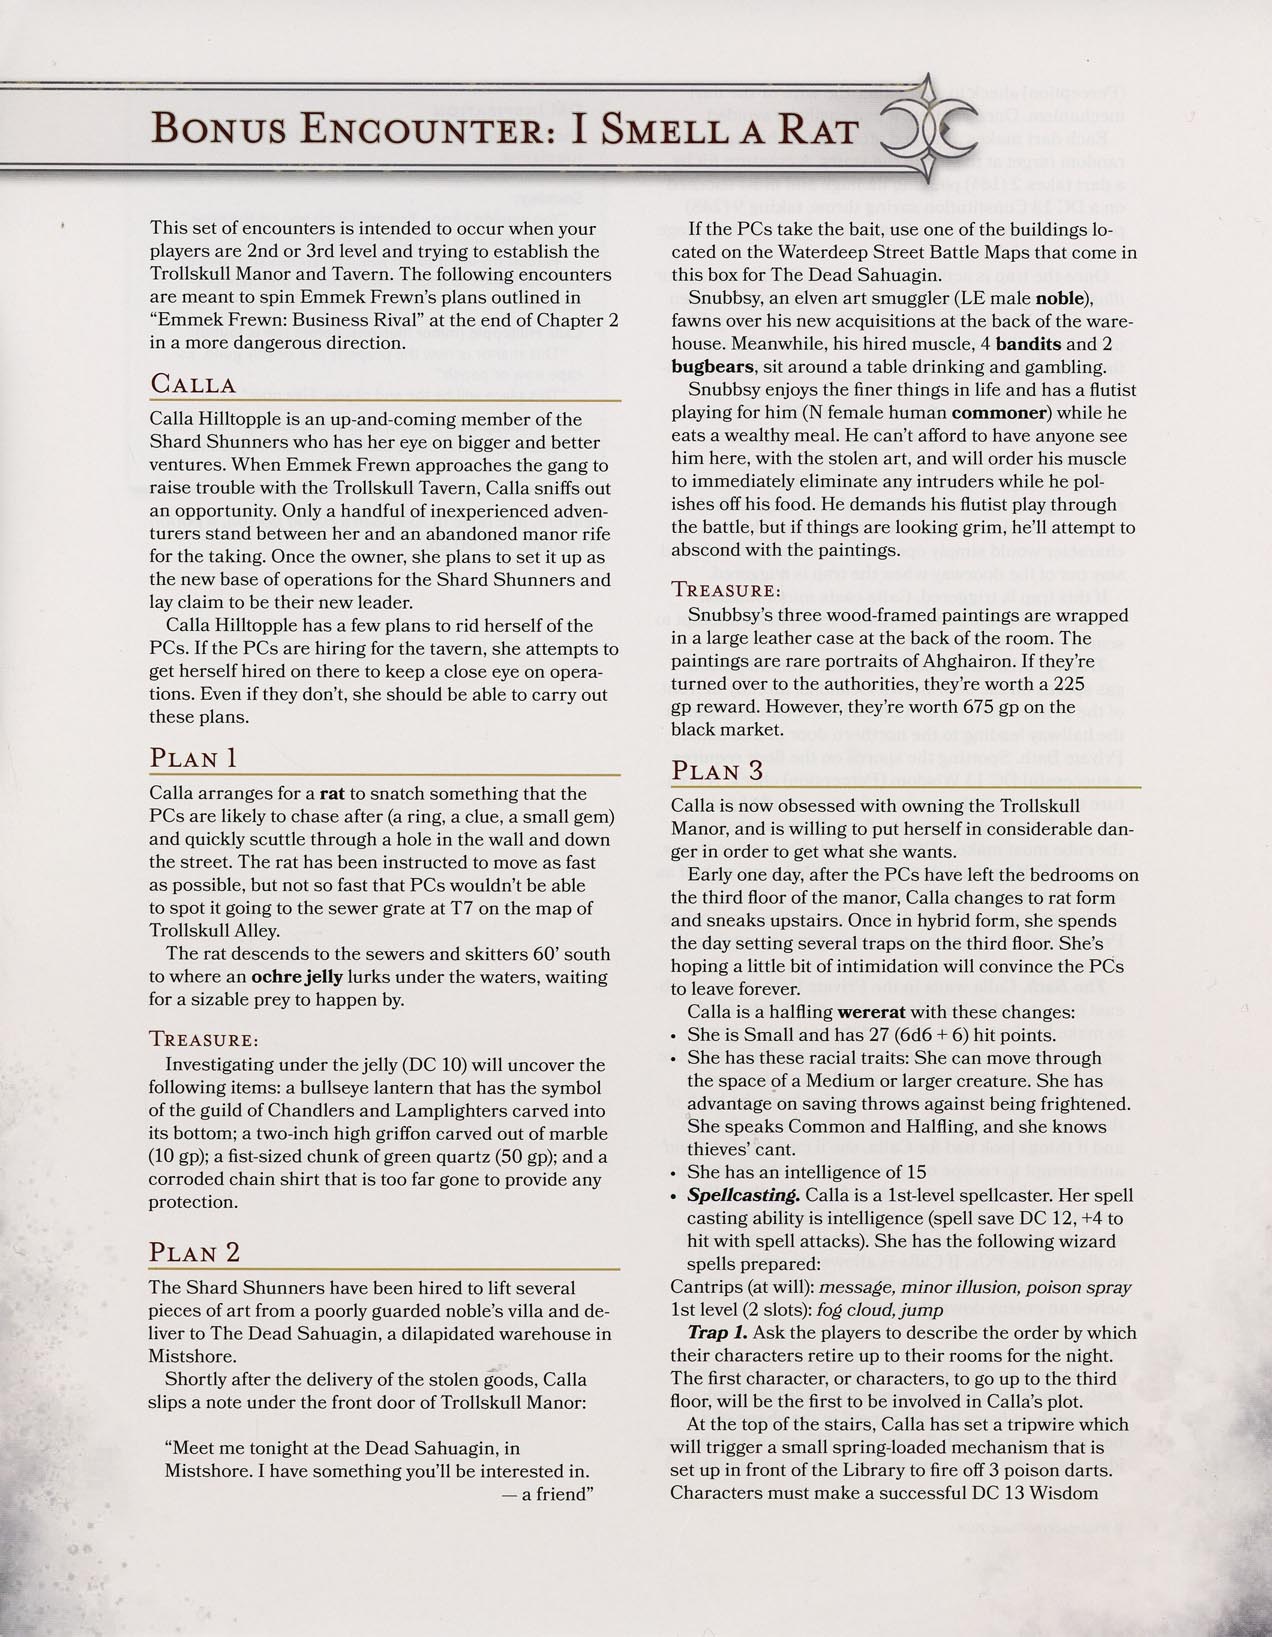 Bonus Encounter: I Smell a Rat
This set of encounters is intended to occur when your
players are 2nd or 3rd level and trying to establish the
Trollskull Manor and Tavern. The following encounters
are meant to spin Emmek Frewn's plans outlined in
“Emmek Frewn: Business Rival” at the end of Chapter 2
in a more dangerous direction.
Calla
Calla Hilltopple is an up-and-coming member of the
Shard Shunners who has her eye on bigger and better
ventures. When Emmek Frewn approaches the gang to
raise trouble with the Trollskull Tavern, Calla sniffs out
an opportunity. Only a handful of inexperienced adven-
turers stand between her and an abandoned manor rife
for the taking. Once the owner, she plans to set it up as
the new base of operations for the Shard Shunners and
lay claim to be their new leader.
Calla Hilltopple has a few plans to rid herself of the
PCs. If the PCs are hiring for the tavern, she attempts to
get herself hired on there to keep a close eye on opera-
tions. Even if they don't, she should be able to carry out
these plans.
Plan 1
Calla arranges for a rat to snatch something that the
PCs are likely to chase after (a ring, a clue, a small gem)
and quickly scuttle through a hole in the wall and down
the street. The rat has been instructed to move as fast
as possible, but not so fast that PCs wouldn't be able
to spot it going to the sewer grate at T7 on the map of
Trollskull Alley.
The rat descends to the sewers and skitters 60' south
to where an ochre jelly lurks under the waters, waiting
for a sizable prey to happen by.
Treasure:
Investigating under the jelly (DC 10) will uncover the
following items: a bullseye lantern that has the symbol
of the guild of Chandlers and Lamplighters carved into
its bottom; a two-inch high griffon carved out of marble
(10 gp); a fist-sized chunk of green quartz (50 gp); and a
corroded chain shirt that is too far gone to provide any
protection.
Plan 2
The Shard Shunners have been hired to lift several
pieces of art from a poorly guarded noble's villa and de-
liver to The Dead Sahuagin, a dilapidated warehouse in
Mistshore.
Shortly after the delivery of the stolen goods, Calla
slips a note under the front door of Trollskull Manor:
“Meet me tonight at the Dead Sahuagin, in
Mistshore. I have something you'll be interested in.
— a friend”
If the PCs take the bait, use one of the buildings lo-
cated on the Waterdeep Street Battle Maps that come in
this box for The Dead Sahuagin.
Snubbsy, an elven art smuggler (LE male noble),
fawns over his new acquisitions at the back of the ware-
house. Meanwhile, his hired muscle, 4 bandits and 2
bugbears, sit around a table drinking and gambling.
Snubbsy enjoys the finer things in life and has a flutist
playing for him (N female human commoner) while he
eats a wealthy meal. He can't afford to have anyone see
him here, with the stolen art, and will order his muscle
to immediately eliminate any intruders while he pol-
ishes off his food. He demands his flutist play through
the battle, but if things are looking grim, he'll attempt to
abscond with the paintings.
Treasure:
Snubbsy's three wood-framed paintings are wrapped
in a large leather case at the back of the room. The
paintings are rare portraits of Ahghairon. If they're
turned over to the authorities, they're worth a 225
gp reward. However, they're worth 675 gp on the
black market.
Plan 3
Calla is now obsessed with owning the Trollskull
Manor, and is willing to put herself in considerable dan-
ger in order to get what she wants.
Early one day, after the PCs have left the bedrooms on
the third floor of the manor, Calla changes to rat form
and sneaks upstairs. Once in hybrid form, she spends
the day setting several traps on the third floor. She's
hoping a little bit of intimidation will convince the PCs
to leave forever.
Calla is a halfling wererat with these changes:
• She is Small and has 27 (6d6 + 6) hit points.
• She has these racial traits: She can move through
the space of a Medium or larger creature. She has
advantage on saving throws against being frightened.
She speaks Common and Halfling, and she knows
thieves' cant.
• She has an intelligence of 15
• Spellcasting. Calla is a 1st-level spellcaster. Her spell
casting ability is intelligence (spell save DC 12, +4 to
hit with spell attacks). She has the following wizard
spells prepared:
Cantrips (at will): message, minor illusion, poison spray
1st level (2 slots): fog cloud, jump
Trap 1. Ask the players to describe the order by which
their characters retire up to their rooms for the night.
The first character, or characters, to go up to the third
floor, will be the first to be involved in Calla's plot.
At the top of the stairs, Calla has set a tripwire which
will trigger a small spring-loaded mechanism that is
set up in front of the Library to fire off 3 poison darts.
Characters must make a successful DC 13 Wisdom